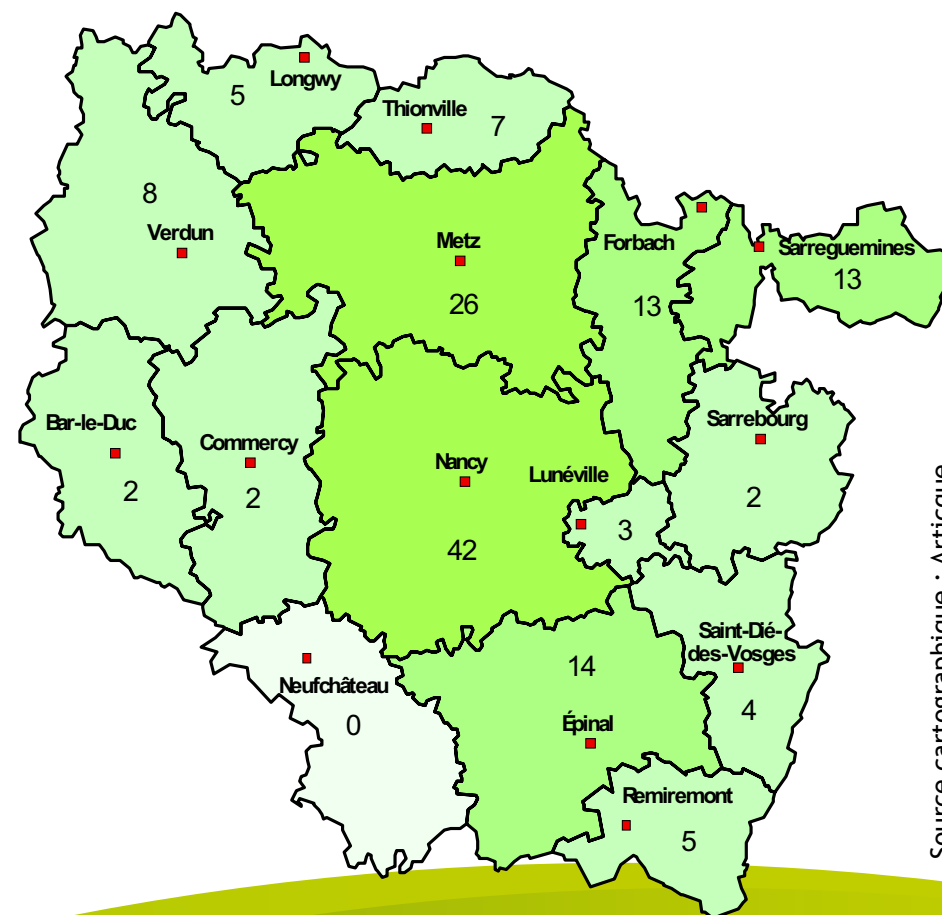 Longwy
5
Thionville
7
8
Verdun
Metz
26
Forbach
13
Sarreguemines
13
Bar-le-Duc
2
Commercy
2
Nancy
42
Lunéville
3
Sarrebourg
2
Saint-Dié-
des-Vosges
4
Neufchâteau
0
14
Épinal
Remiremont
5
Source cartographique : Articque